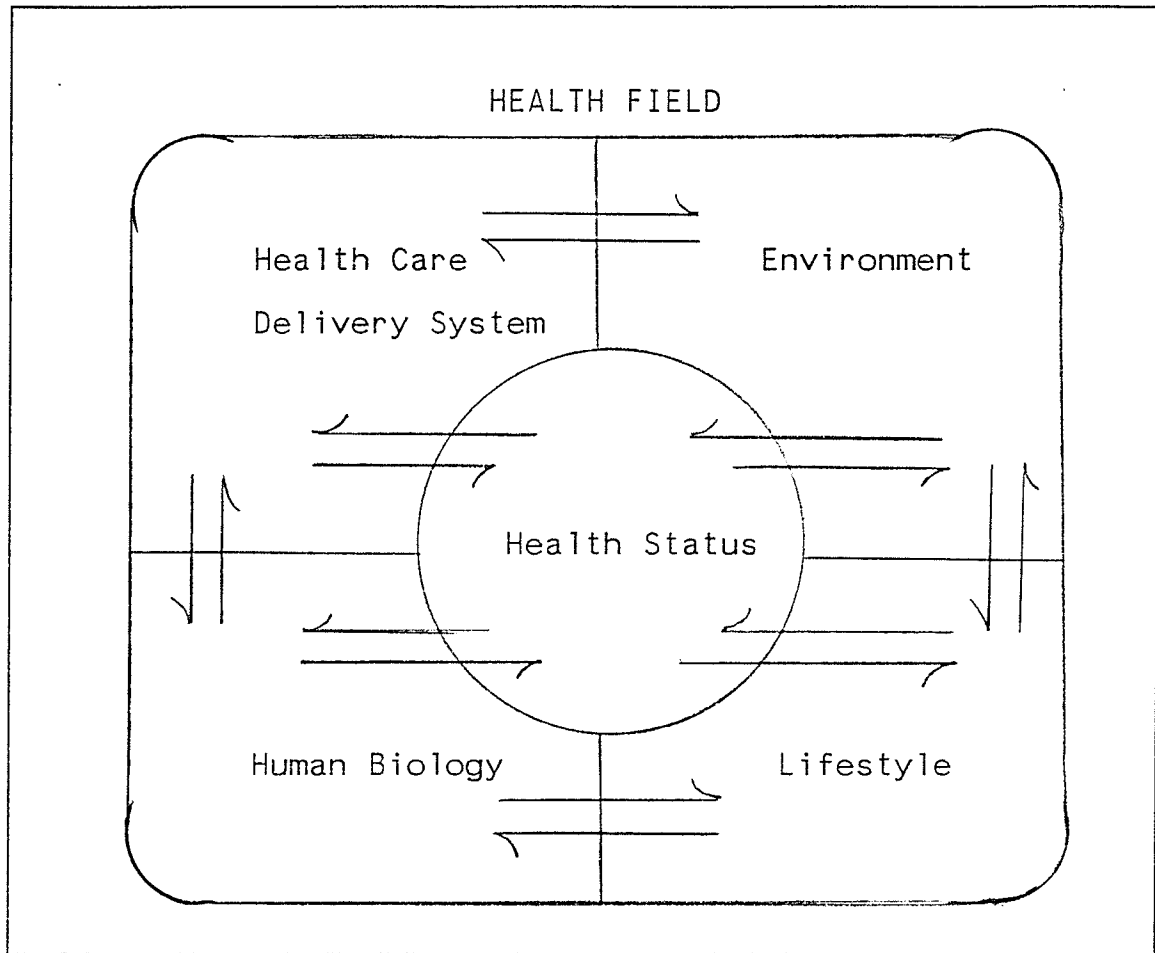 HEALTH FIELD
Health Care
Delivery System
Environment
Health Status
Human Biology
Lifestyle